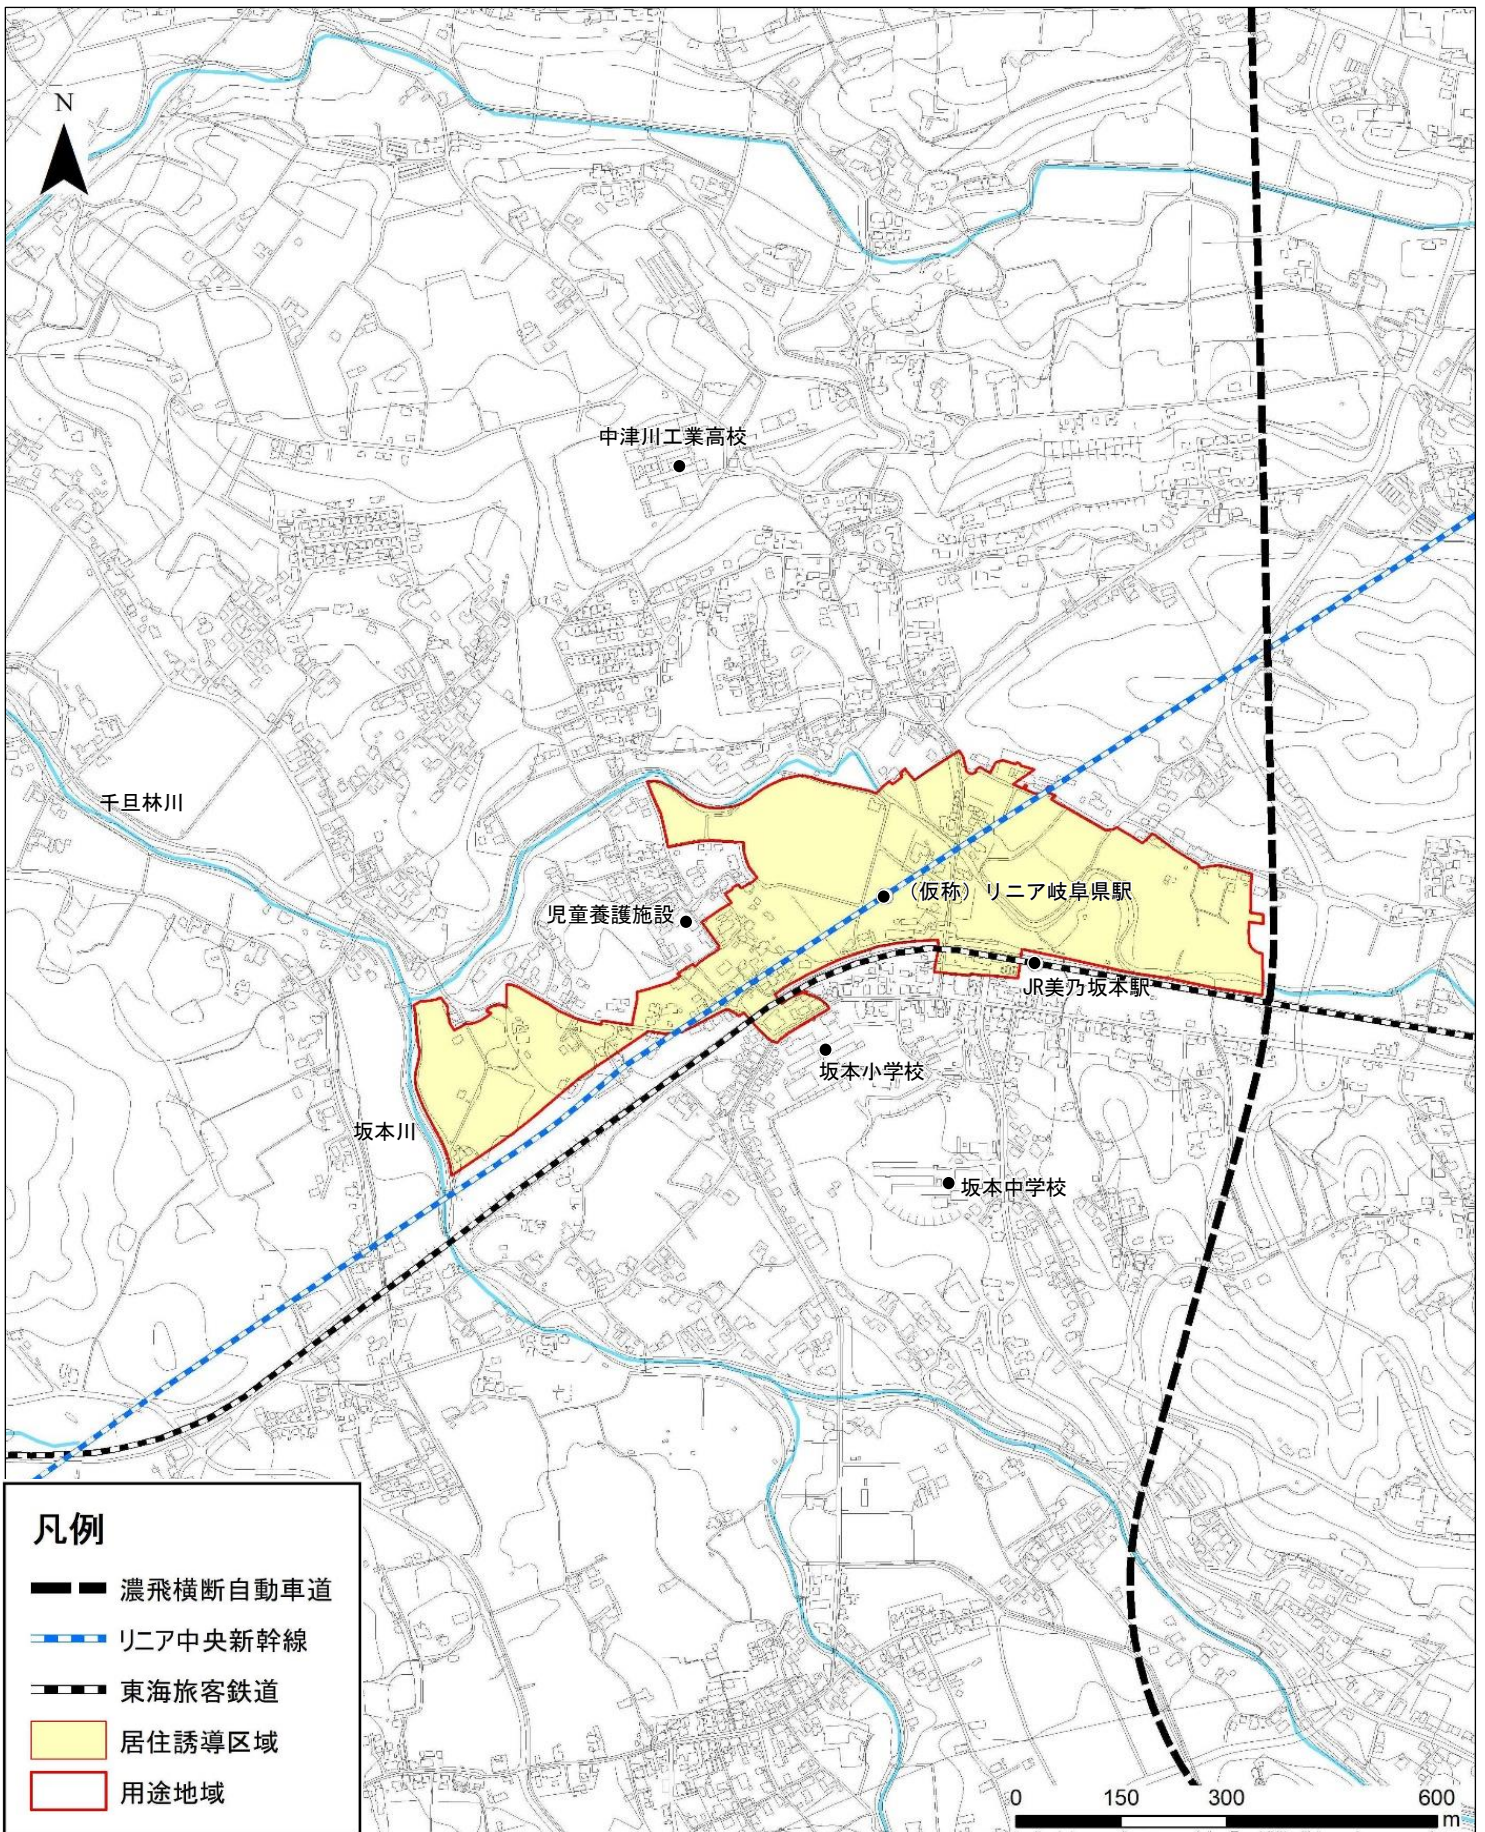 N
中津川工業高校
千旦林川
(仮称)リニア岐阜県駅
児童養護施設
JR美乃坂本駅
坂本小学校
坂本川
坂本中学校
凡例
濃飛横断自動車道
リニア中央新幹線
東海旅客鉄道
居住誘導区域
用途地域
0 150 300 600
m